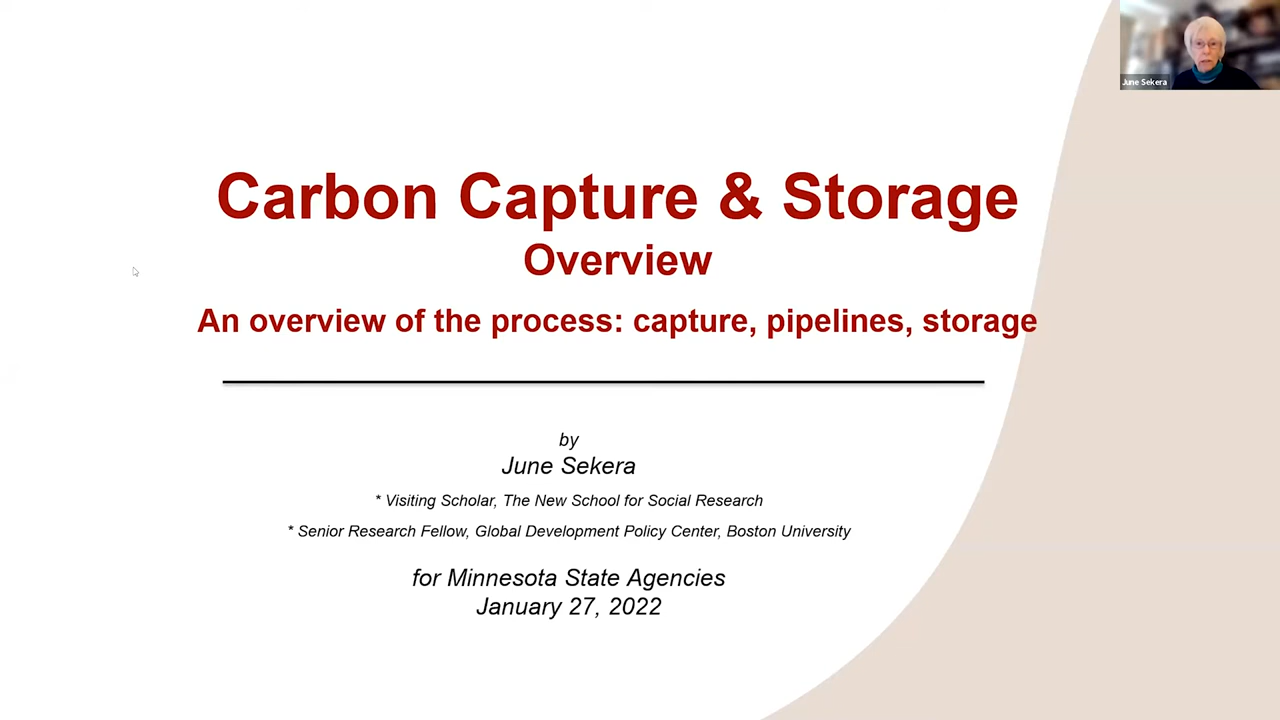 Carbon Capture & Storage
Overview
An overview of the process: capture, pipelines, storage
by
June Sekera
* Visiting Scholar, The New School for Social Research
* Senior Research Fellow, Global Development Policy Center, Boston University
for Minnesota State Agencies
January 27, 2022
June Sekera